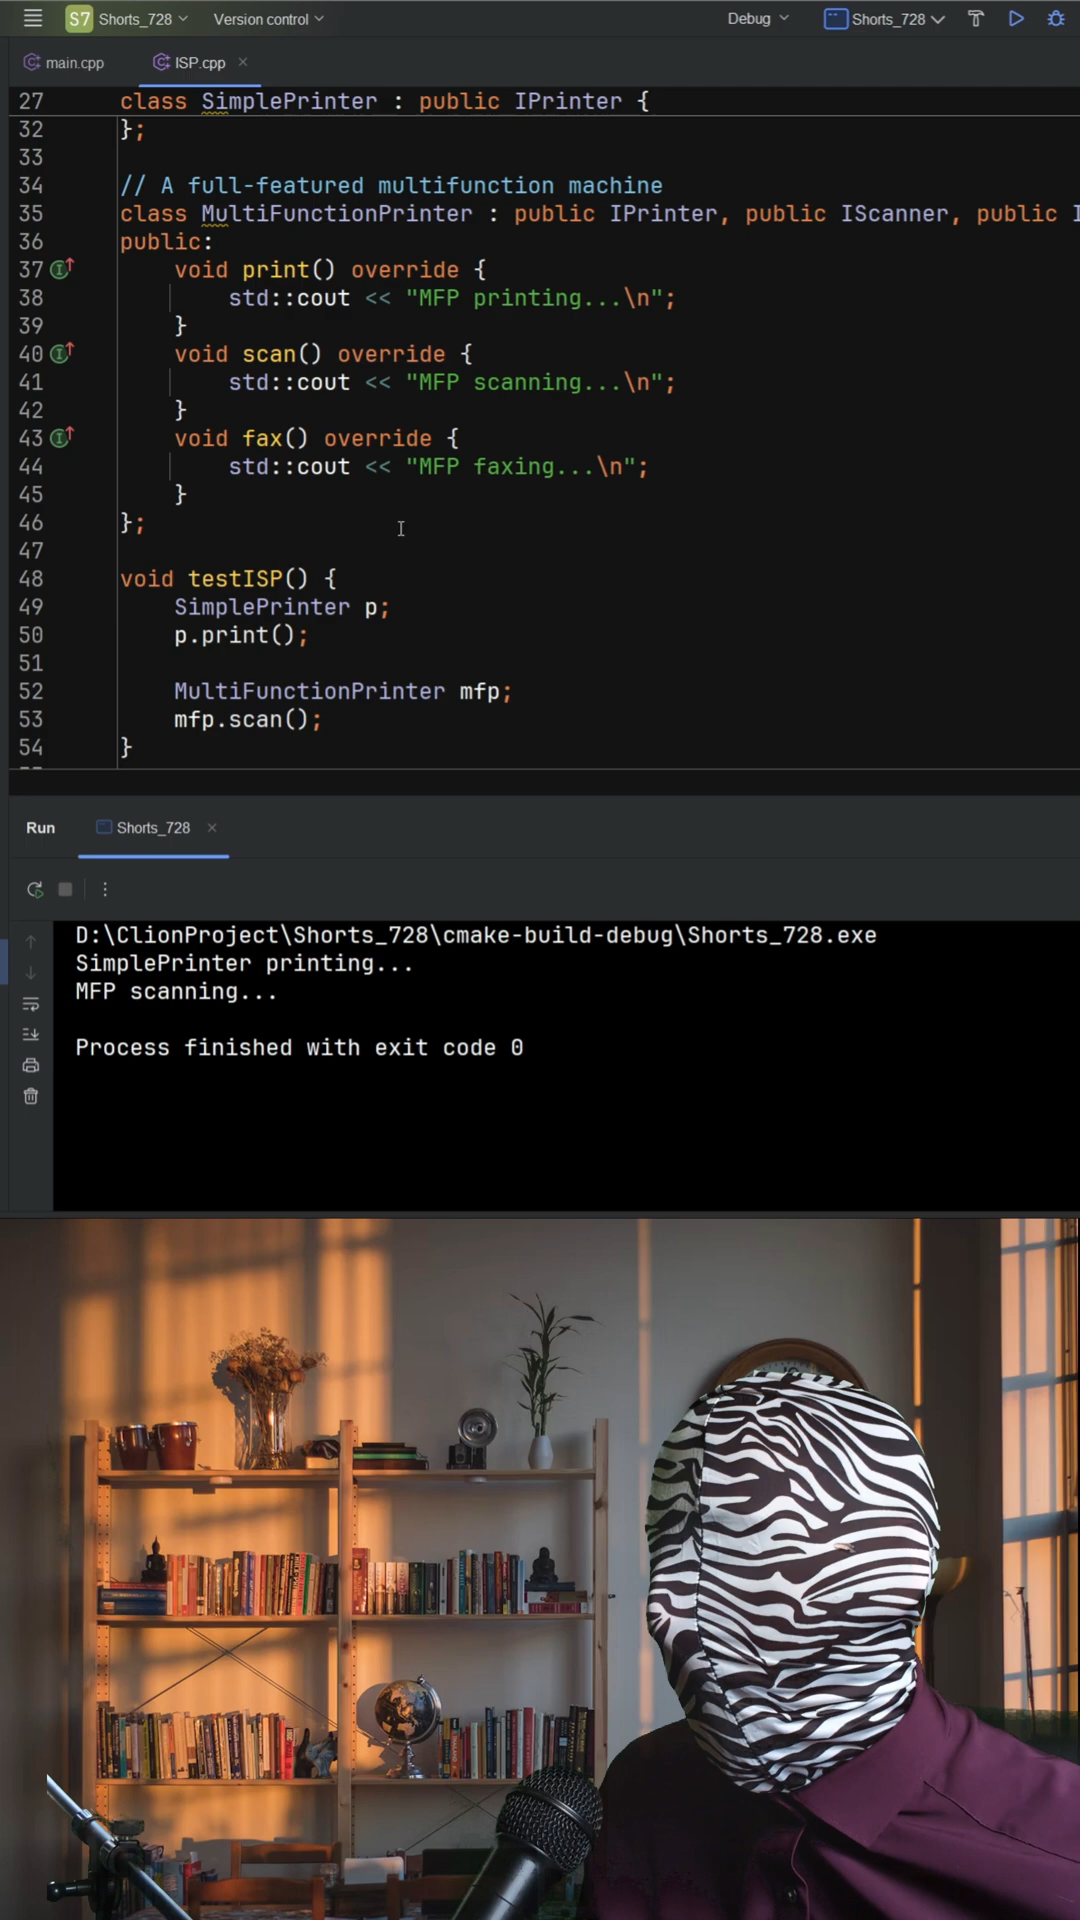 S7 Shorts_728 Version control Debug Shorts_728
main.cpp ISP.cpp
27 class SimplePrinter : public IPrinter {
32 };
33
34 // A full-featured multifunction machine
35 class MultiFunctionPrinter : public IPrinter, public IScanner, public I
36 public:
37 void print() override {
38 std::cout << "MFP printing...\n";
39 }
40 void scan() override {
41 std::cout << "MFP scanning...\n";
42 }
43 void fax() override {
44 std::cout << "MFP faxing...\n";
45 }
46 };
47
48 void testISP() {
49 SimplePrinter p;
50 p.print();
51
52 MultiFunctionPrinter mfp;
53 mfp.scan();
54 }
Run Shorts_728
D:\ClionProject\Shorts_728\cmake-build-debug\Shorts_728.exe
SimplePrinter printing...
MFP scanning...
Process finished with exit code 0